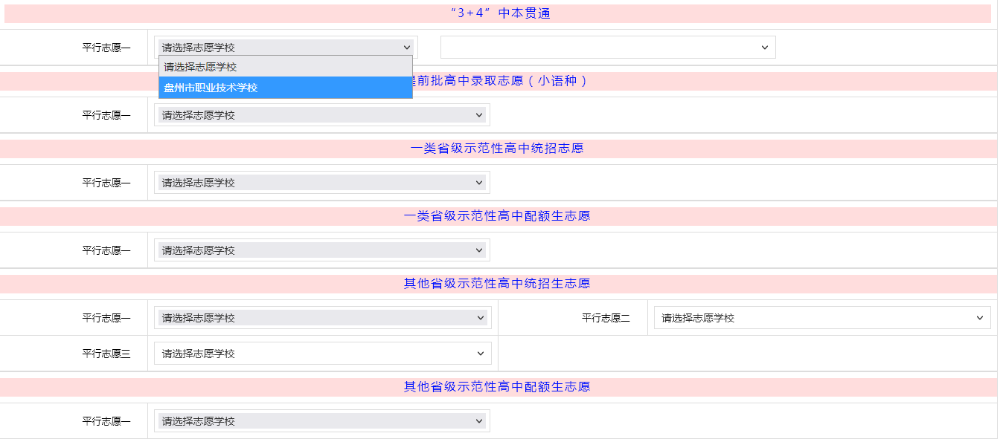 “3+4”中本贯通
平行志愿一 请选择志愿学校
请选择志愿学校
盘州市职业技术学校
前批高中录取志愿（小语种）
平行志愿一 请选择志愿学校
一类省级示范性高中统招志愿
平行志愿一 请选择志愿学校
一类省级示范性高中配额生志愿
平行志愿一 请选择志愿学校
其他省级示范性高中统招生志愿
平行志愿一 请选择志愿学校 平行志愿二 请选择志愿学校
平行志愿三 请选择志愿学校
其他省级示范性高中配额生志愿
平行志愿一 请选择志愿学校